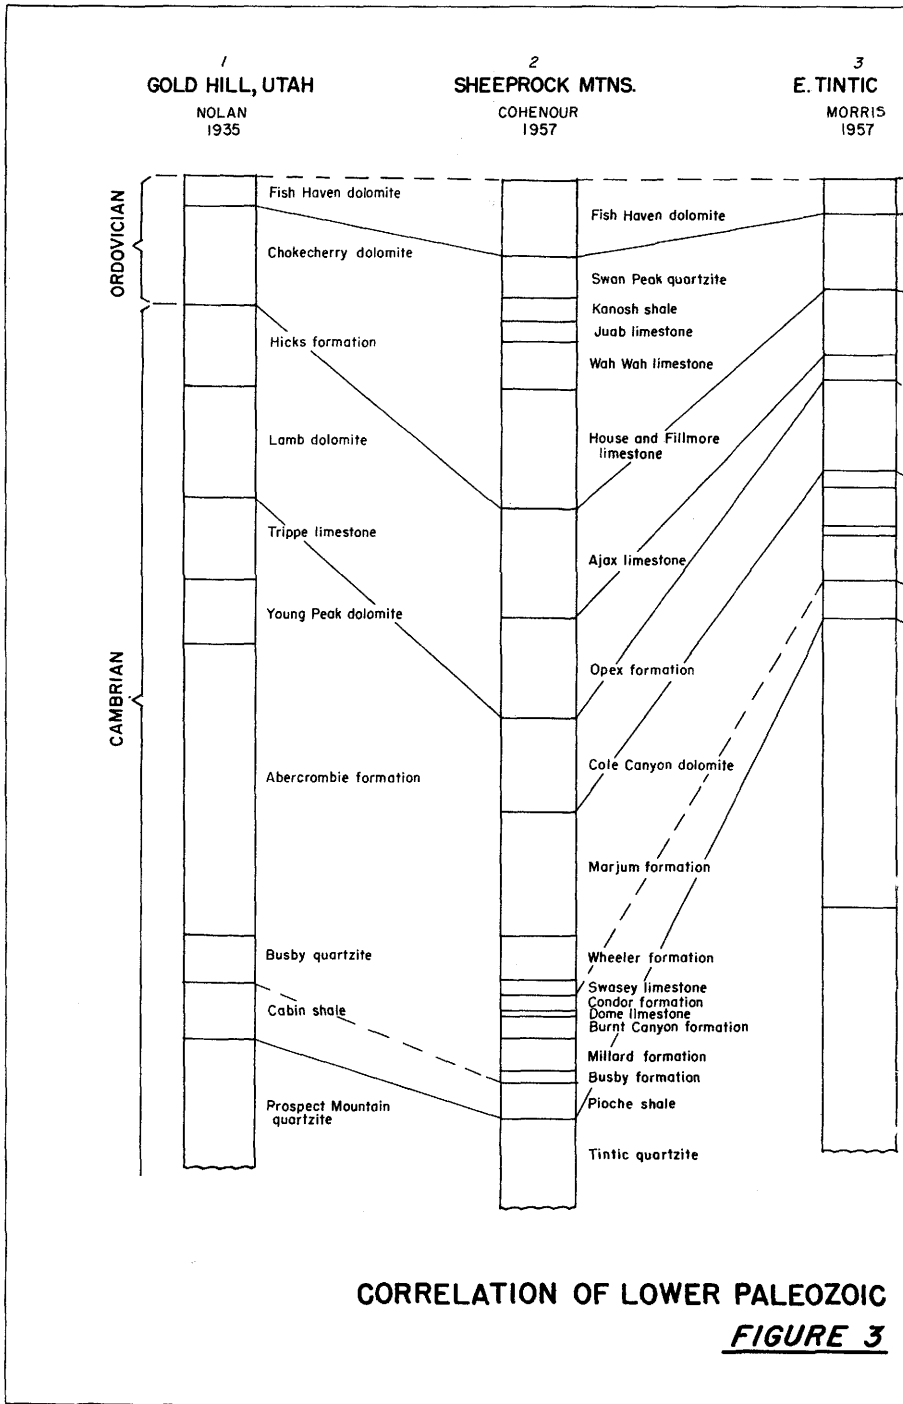 1
GOLD HILL, UTAH
NOLAN
1935
2
SHEEPROCK MTNS.
COHENOUR
1957
3
E. TINTIC
MORRIS
1957
ORDOVICIAN
CAMBRIAN
Fish Haven dolomite
Chokecherry dolomite
Hicks formation
Lamb dolomite
Trippe limestone
Young Peak dolomite
Abercrombie formation
Busby quartzite
Cabin shale
Prospect Mountain
quartzite
Fish Haven dolomite
Swan Peak quartzite
Kanosh shale
Juab limestone
Wah Wah limestone
House and Fillmore
limestone
Ajax limestone
Opex formation
Cole Canyon dolomite
Marjum formation
Wheeler formation
Swasey limestone
Condor formation
Dome limestone
Burnt Canyon formation
Millard formation
Busby formation
Pioche shale
Tintic quartzite
CORRELATION OF LOWER PALEOZOIC
FIGURE 3